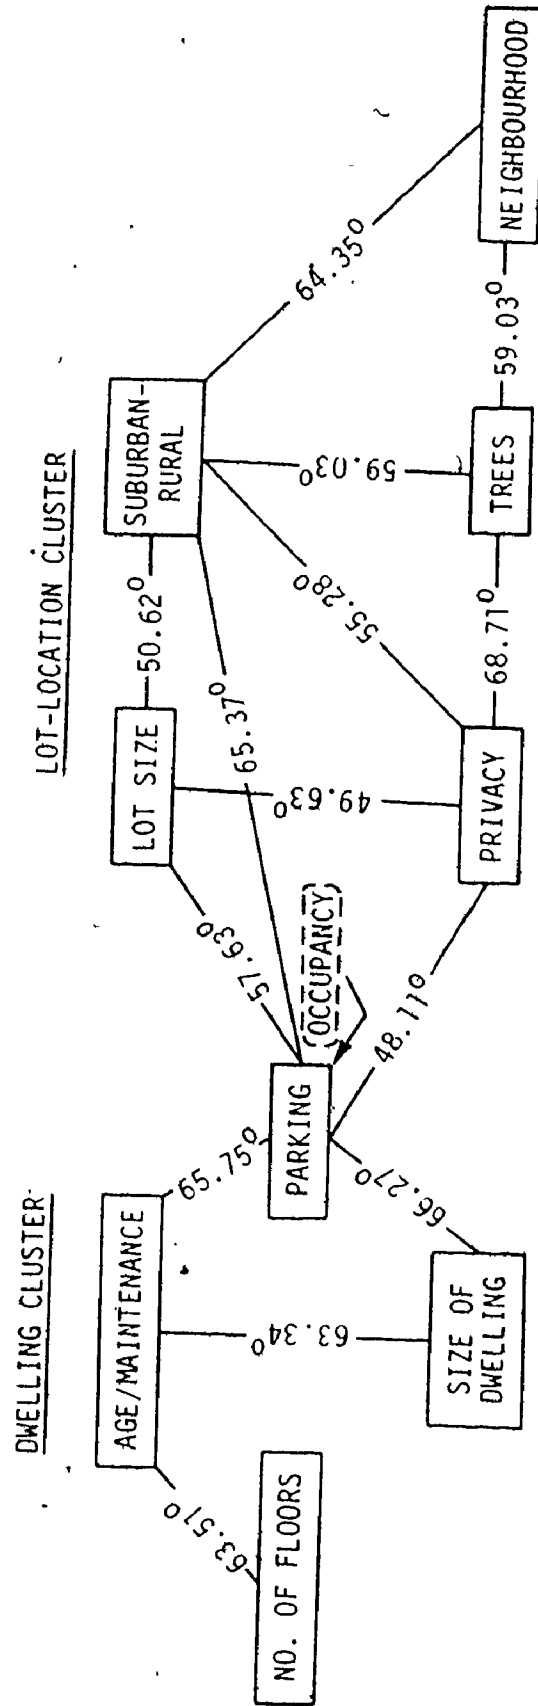 DWELLING CLUSTER
LOT-LOCATION CLUSTER
AGE/MAINTENANCE
LOT SIZE
50.62°
SUBURBAN-
RURAL
63.51°
65.75°
57.63°
65.37°
64.35°
NO. OF FLOORS
63.34°
PARKING
(OCCUPANCY)
49.63°
55.28°
59.03°
66.27°
48.11°
SIZE OF
DWELLING
PRIVACY
68.71°
TREES
59.03°
NEIGHBOURHOOD